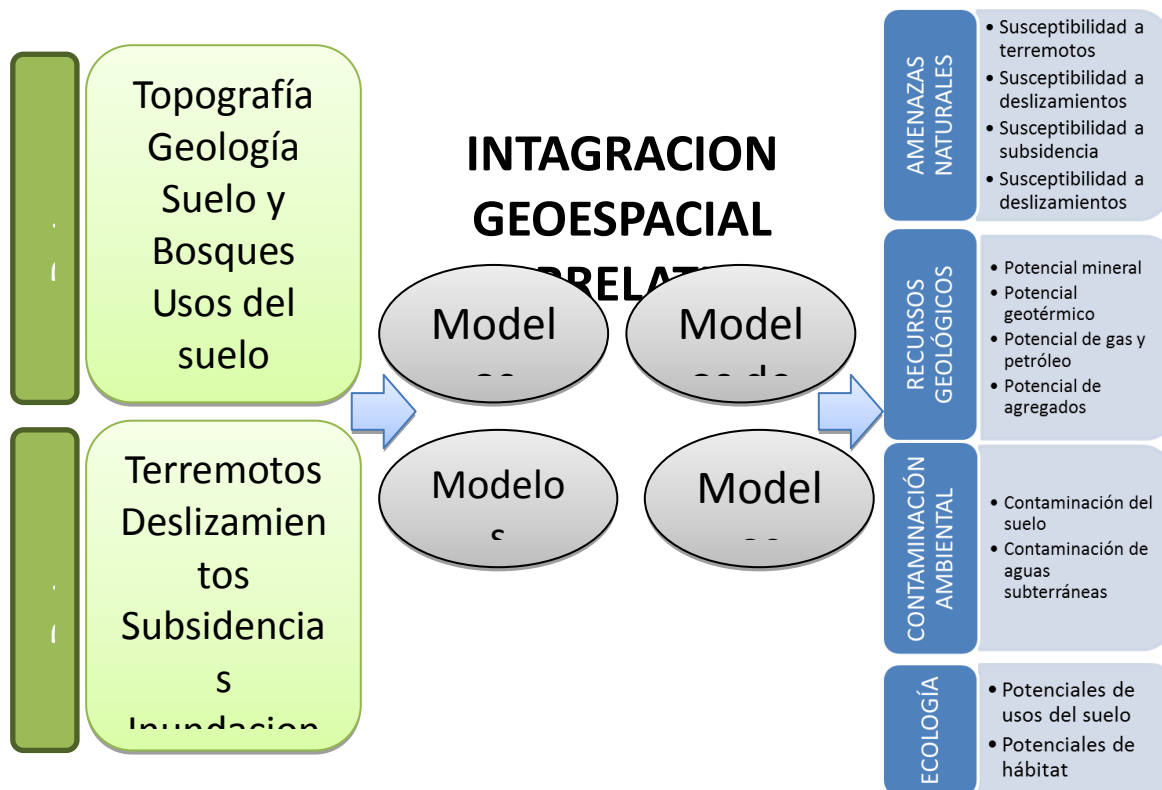 Topografía
Geología
Suelo y
Bosques
Usos del
suelo
Terremotos
Deslizamien
tos
Subsidencia
s
INTAGRACION
GEOESPACIAL
Model
Model
Modelo
s
Model
AMENAZAS
NATURALES
• Susceptibilidad a
terremotos
• Susceptibilidad a
deslizamientos
• Susceptibilidad a
subsidencia
• Susceptibilidad a
deslizamientos
RECURSOS
GEOLÓGICOS
• Potencial mineral
• Potencial
geotérmico
• Potencial de gas y
petróleo
• Potencial de
agregados
CONTAMINACIÓN
AMBIENTAL
• Contaminación del
suelo
• Contaminación de
aguas
subterráneas
ECOLOGÍA
• Potenciales de
usos del suelo
• Potenciales de
hábitat